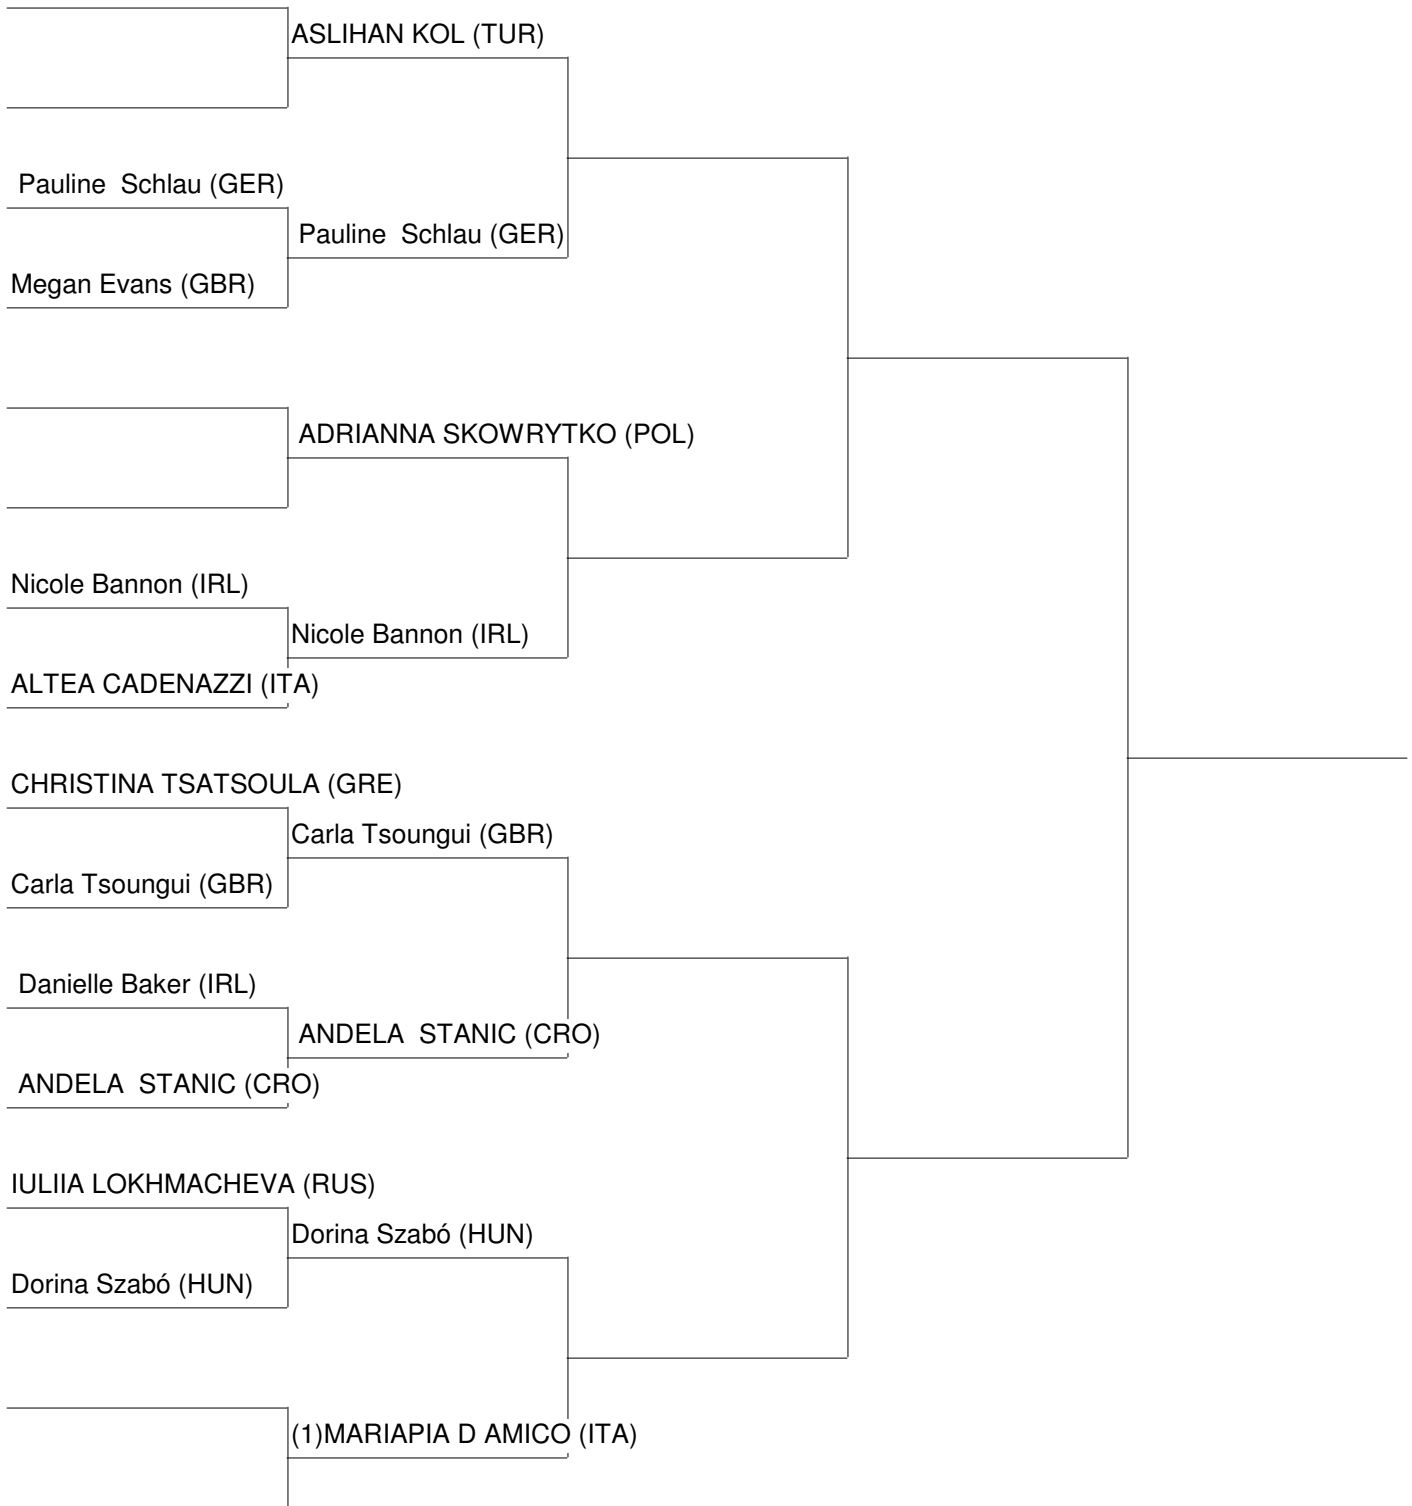 ASLIHAN KOL (TUR)
Pauline  Schlau (GER)
Pauline  Schlau (GER)
Megan Evans (GBR)
ADRIANNA SKOWRYTKO (POL)
Nicole Bannon (IRL)
Nicole Bannon (IRL)
ALTEA CADENAZZI (ITA)
CHRISTINA TSATSOULA (GRE)
Carla Tsoungui (GBR)
Carla Tsoungui (GBR)
Danielle Baker (IRL)
ANDELA  STANIC (CRO)
ANDELA  STANIC (CRO)
IULIIA LOKHMACHEVA (RUS)
Dorina Szabó (HUN)
Dorina Szabó (HUN)
(1)MARIAPIA D AMICO (ITA)